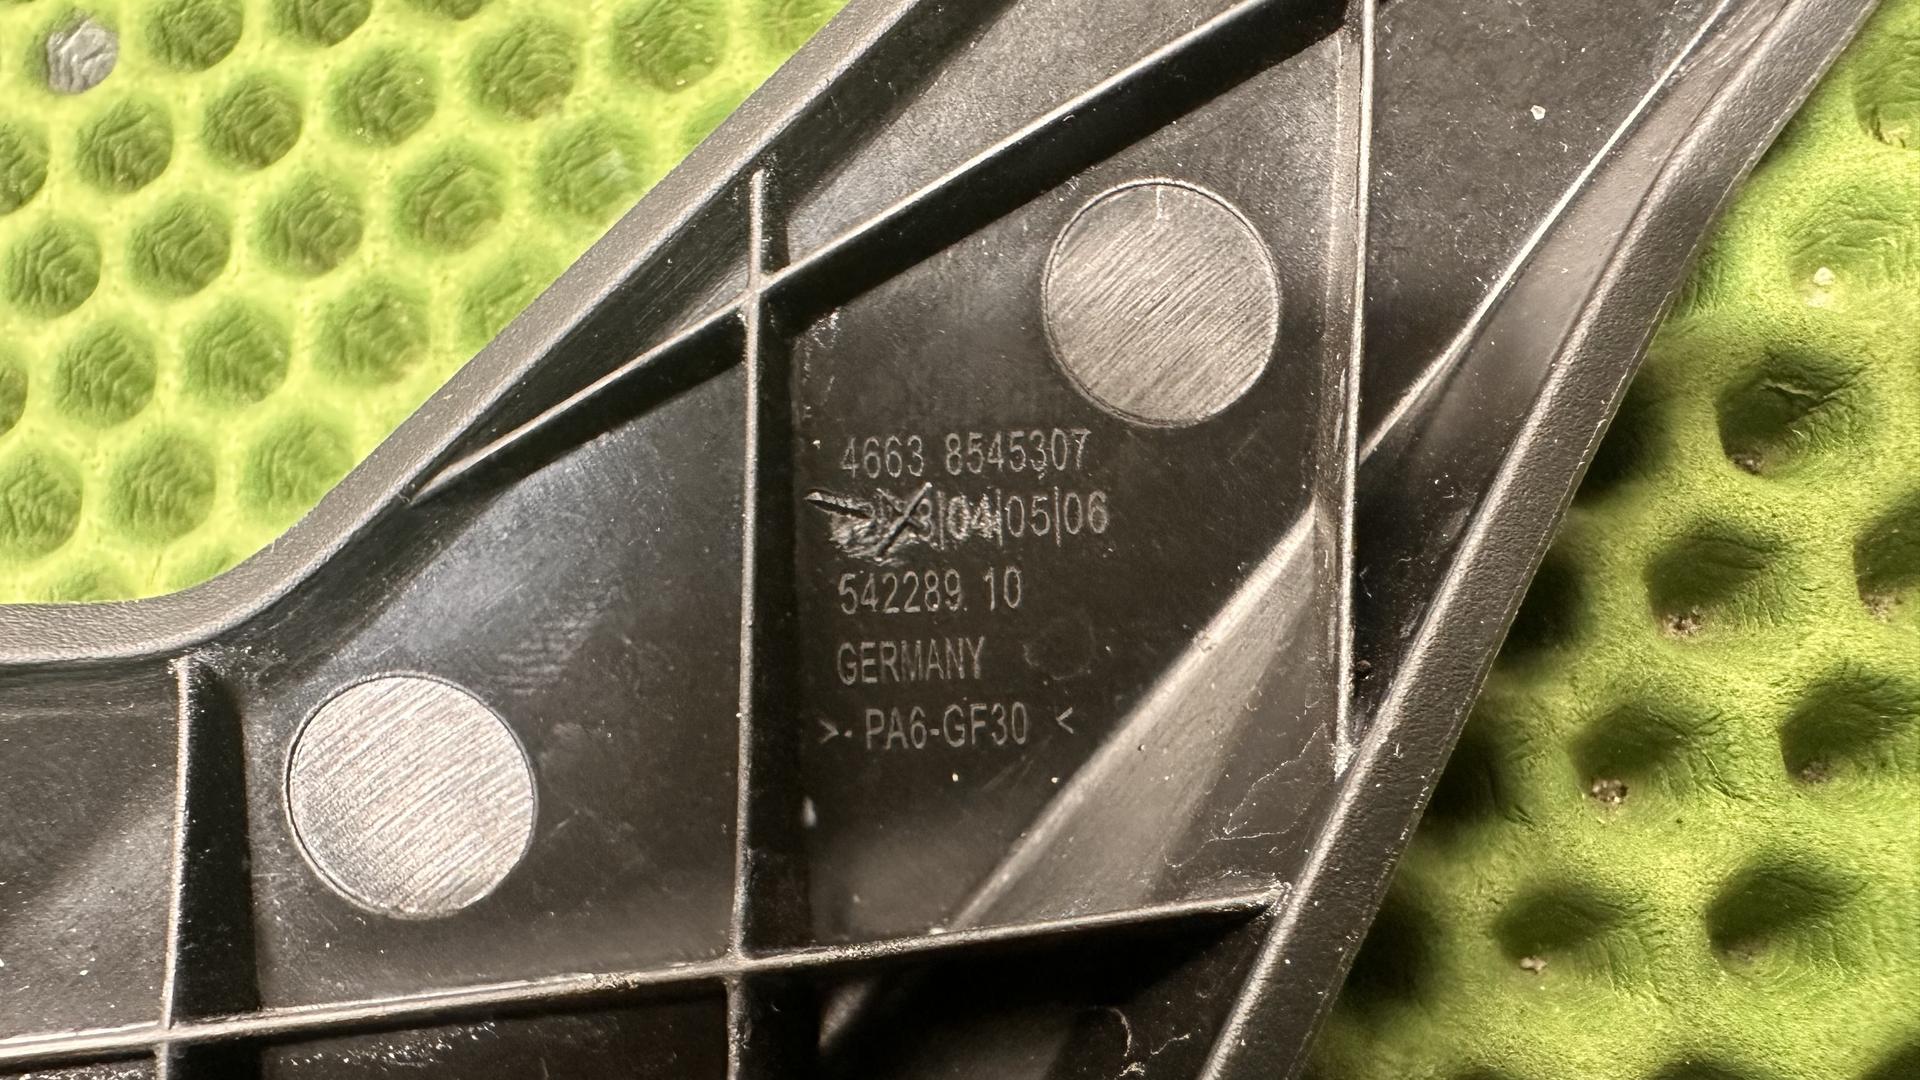 4663 8545307
3|04|05|06
542289. 10
GERMANY
>· PA6-GF30 <